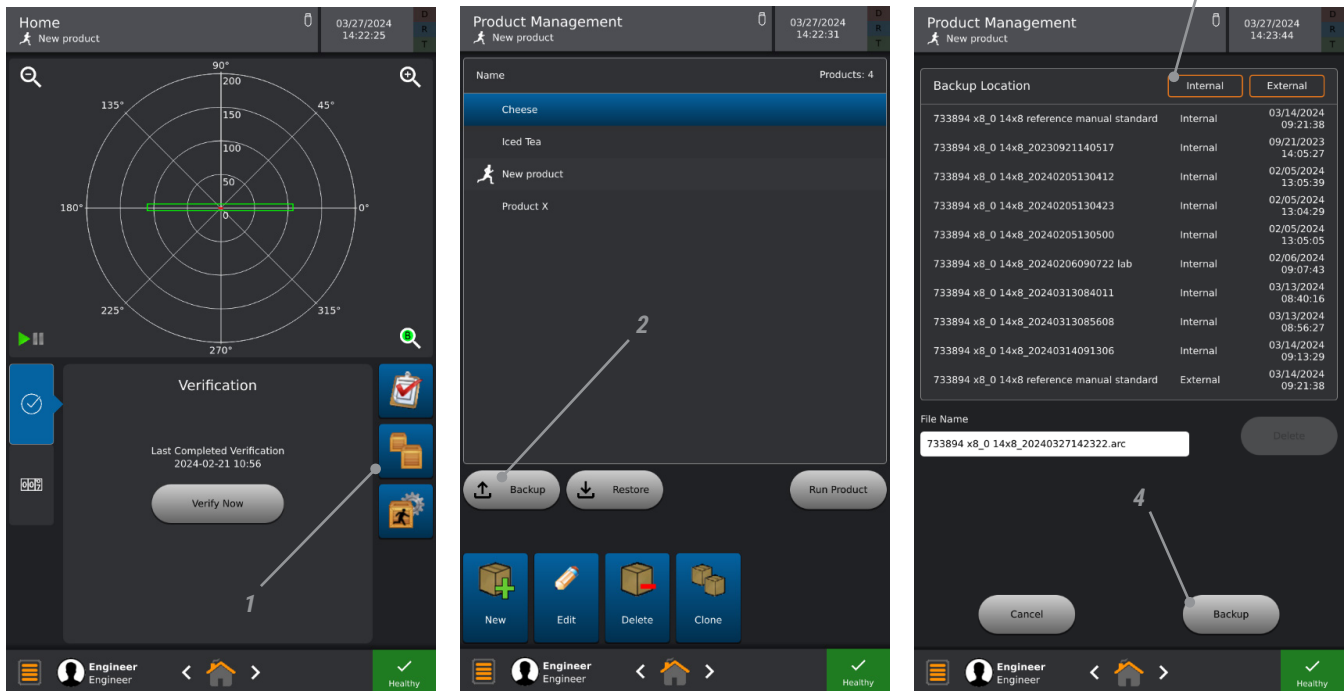 Home
New product
03/27/2024
14:22:25
D
R
T
90°
200
135°
45°
150
100
50
180°
0
0°
225°
315°
270°
B
Verification
Last Completed Verification
2024-02-21 10:56
Verify Now
1
Engineer
Engineer
Healthy
Product Management
New product
03/27/2024
14:22:31
D
R
T
Name Products: 4
Cheese
Iced Tea
New product
Product X
2
Backup Restore Run Product
New Edit Delete Clone
Engineer
Engineer
Healthy
Product Management
New product
03/27/2024
14:23:44
D
R
T
Backup Location Internal External
733894 x8_0 14x8 reference manual standard Internal 03/14/2024
09:21:38
733894 x8_0 14x8_20230921140517 Internal 09/21/2023
14:05:27
733894 x8_0 14x8_20240205130412 Internal 02/05/2024
13:05:39
733894 x8_0 14x8_20240205130423 Internal 02/05/2024
13:04:29
733894 x8_0 14x8_20240205130500 Internal 02/05/2024
13:05:05
733894 x8_0 14x8_20240206090722 lab Internal 02/06/2024
09:07:43
733894 x8_0 14x8_20240313084011 Internal 03/13/2024
08:40:16
733894 x8_0 14x8_20240313085608 Internal 03/13/2024
08:56:27
733894 x8_0 14x8_20240314091306 Internal 03/14/2024
09:13:29
733894 x8_0 14x8 reference manual standard External 03/14/2024
09:21:38
File Name
733894 x8_0 14x8_20240327142322.arc
Delete
4
Cancel Backup
Engineer
Engineer
Healthy